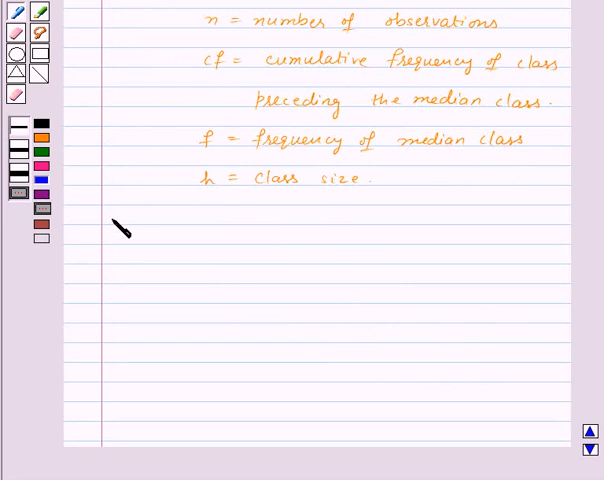 n = number of observations
cf = cumulative frequency of class
preceding the median class.
f = frequency of median class
h = class size.